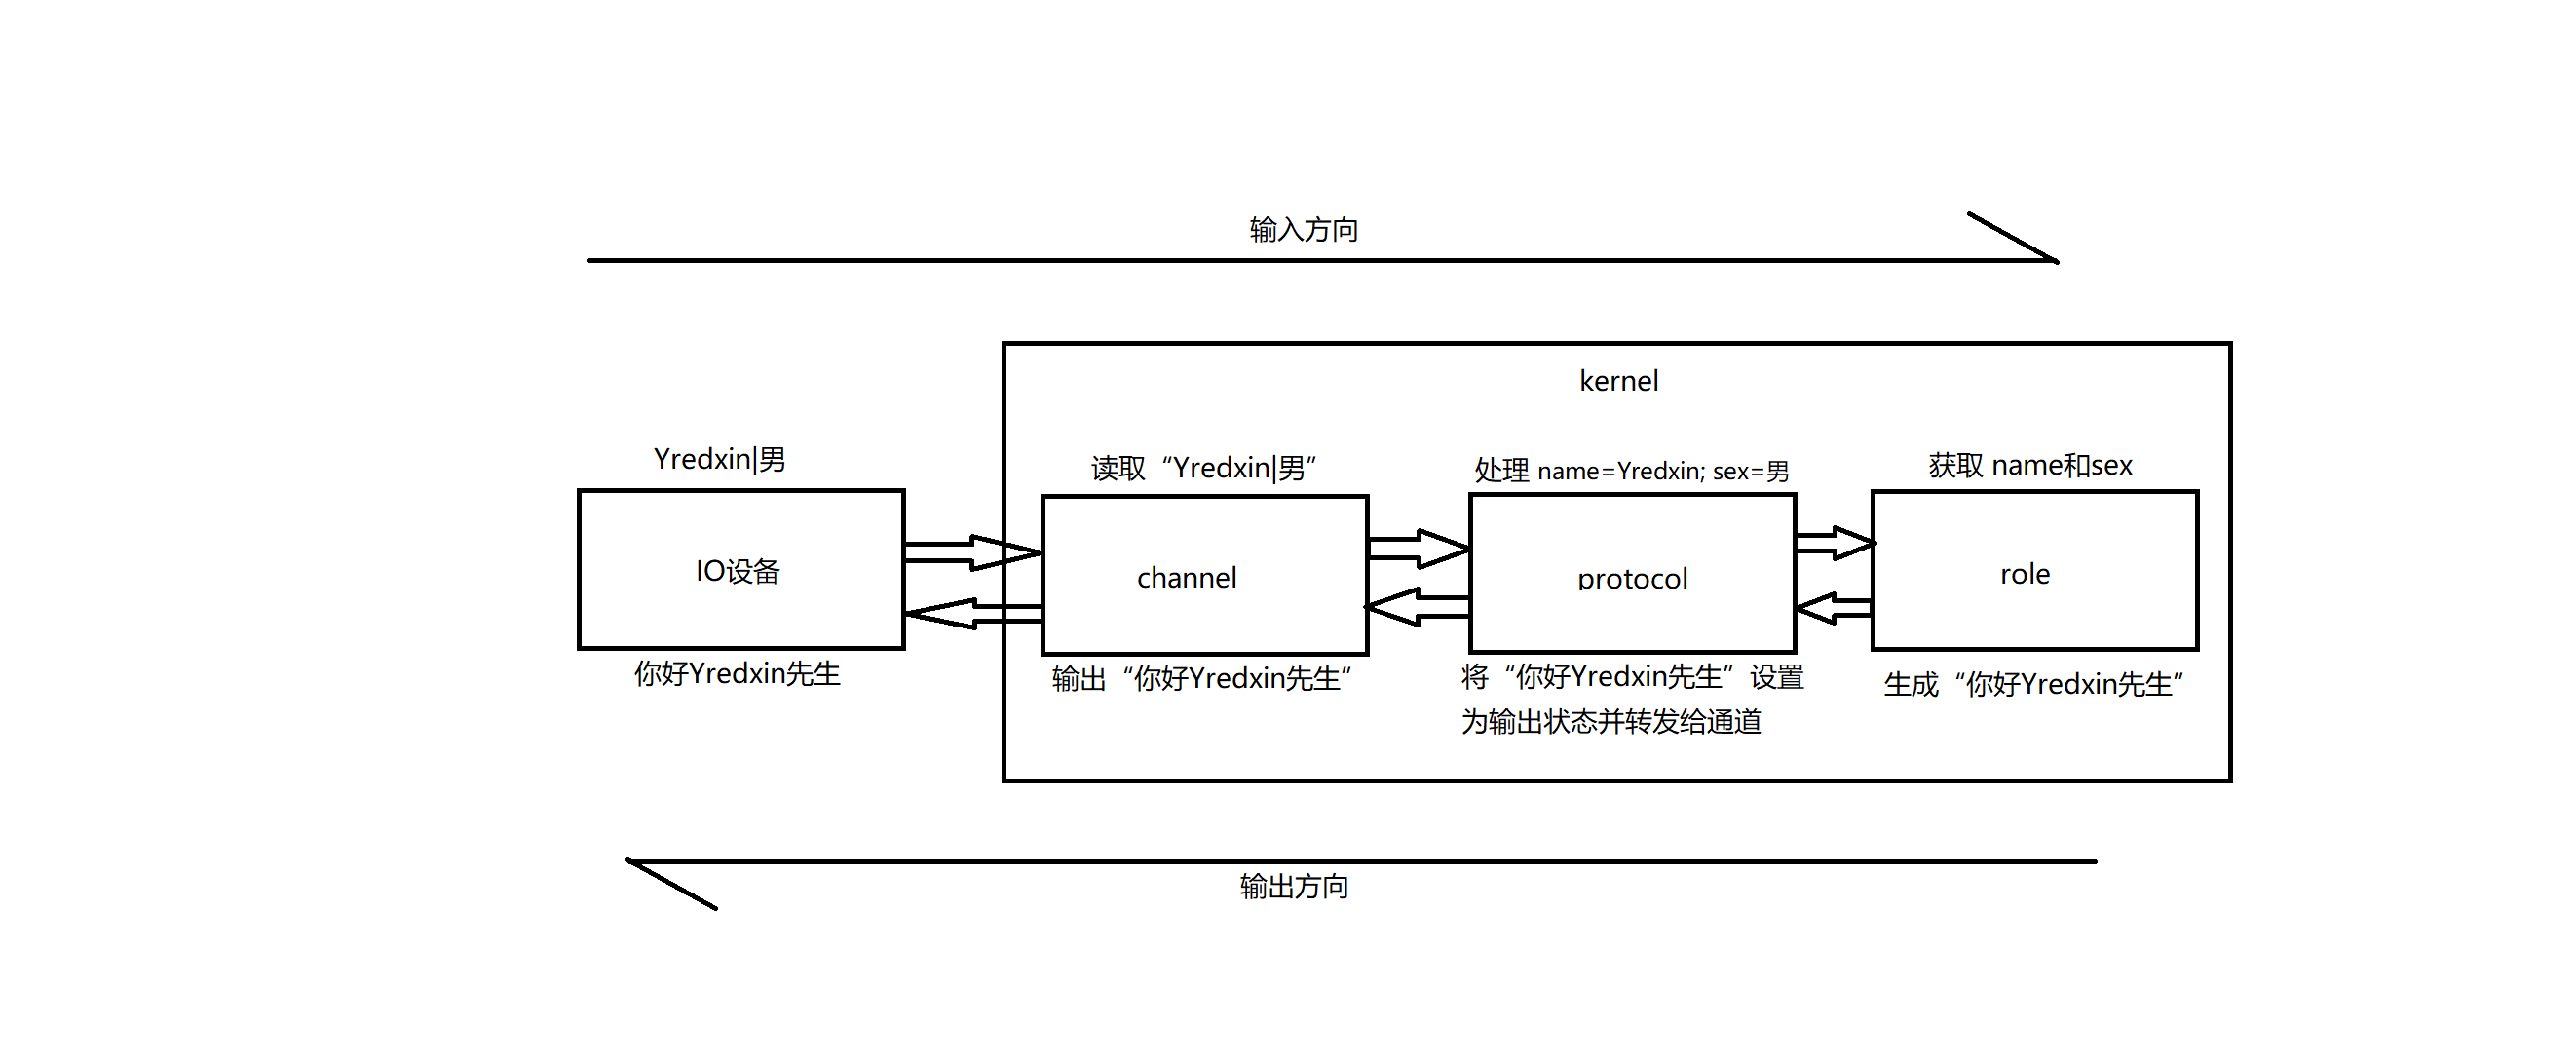 输入方向
kernel
Yredxin|男
读取“Yredxin|男”
处理 name=Yredxin; sex=男
获取 name和sex
IO设备
channel
protocol
role
你好Yredxin先生
输出“你好Yredxin先生”
将“你好Yredxin先生”设置
为输出状态并转发给通道
生成“你好Yredxin先生”
输出方向